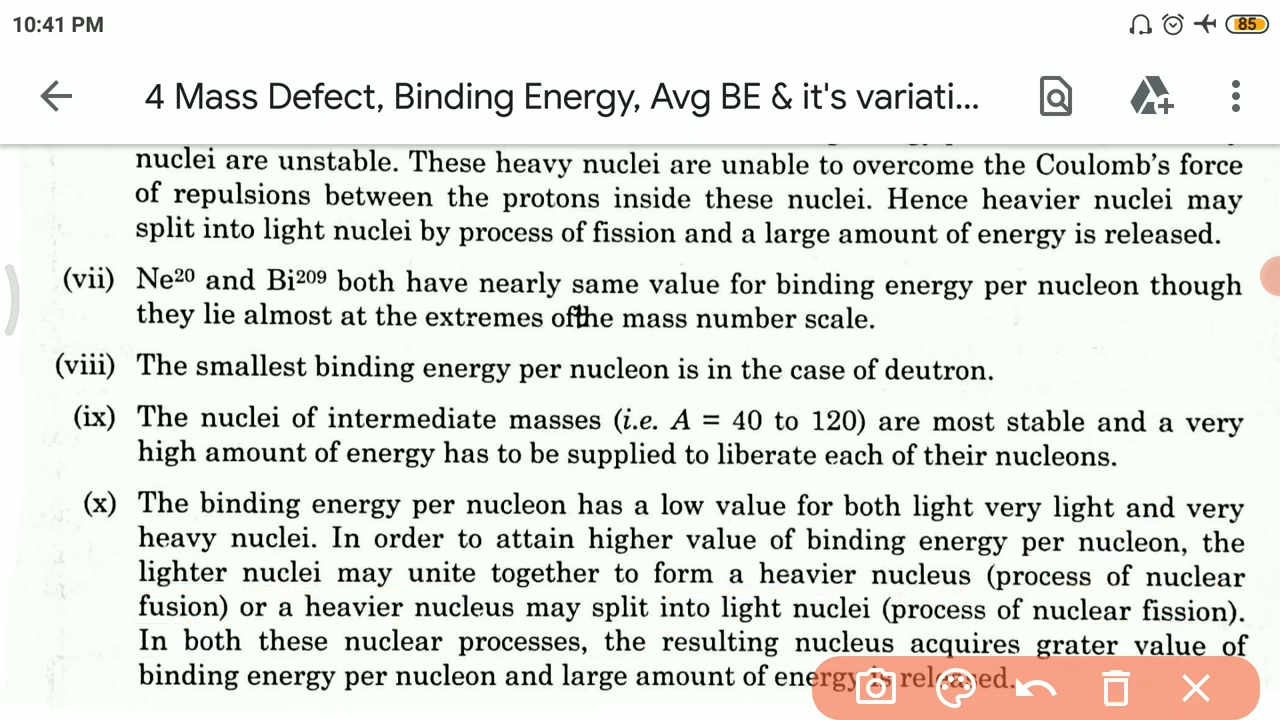 10:41 PM
85
4 Mass Defect, Binding Energy, Avg BE & it's variati...
nuclei are unstable. These heavy nuclei are unable to overcome the Coulomb's force
of repulsions between the protons inside these nuclei. Hence heavier nuclei may
split into light nuclei by process of fission and a large amount of energy is released.
(vii) Ne²⁰ and Bi²⁰⁹ both have nearly same value for binding energy per nucleon though
they lie almost at the extremes of the mass number scale.
(viii) The smallest binding energy per nucleon is in the case of deutron.
(ix) The nuclei of intermediate masses (i.e. A = 40 to 120) are most stable and a very
high amount of energy has to be supplied to liberate each of their nucleons.
(x) The binding energy per nucleon has a low value for both light very light and very
heavy nuclei. In order to attain higher value of binding energy per nucleon, the
lighter nuclei may unite together to form a heavier nucleus (process of nuclear
fusion) or a heavier nucleus may split into light nuclei (process of nuclear fission).
In both these nuclear processes, the resulting nucleus acquires grater value of
binding energy per nucleon and large amount of energy is released.